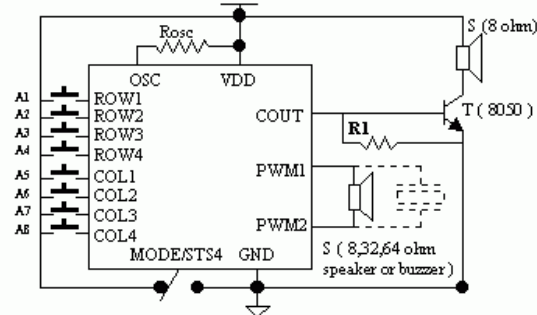 Rosc
S (8 ohm)
OSC
VDD
A1 ROW1
A2 ROW2
A3 ROW3
A4 ROW4
A5 COL1
A6 COL2
A7 COL3
A8 COL4
COUT
R1
T ( 8050 )
PWM1
PWM2
MODE/STS4
GND
S ( 8,32,64 ohm
speaker or buzzer )